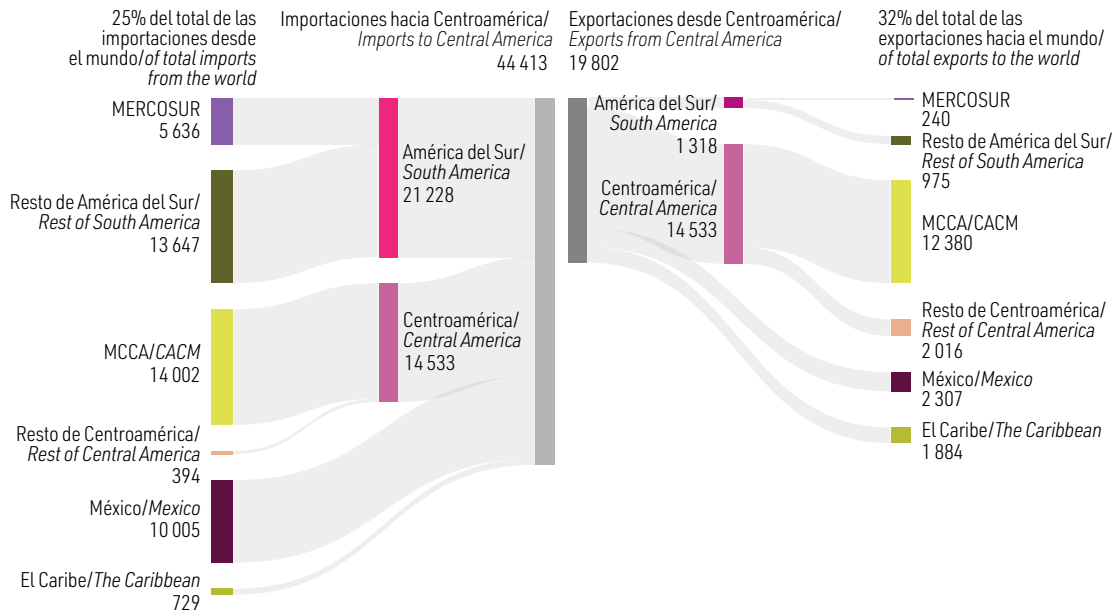 25% del total de las
importaciones desde
el mundo/of total imports
from the world
MERCOSUR
5 636
Resto de América del Sur/
Rest of South America
13 647
MCCA/CACM
14 002
Resto de Centroamérica/
Rest of Central America
394
México/Mexico
10 005
El Caribe/The Caribbean
729
Importaciones hacia Centroamérica/
Imports to Central America
44 413
América del Sur/
South America
21 228
Centroamérica/
Central America
14 533
Exportaciones desde Centroamérica/
Exports from Central America
19 802
América del Sur/
South America
1 318
Centroamérica/
Central America
14 533
32% del total de las
exportaciones hacia el mundo/
of total exports to the world
MERCOSUR
240
Resto de América del Sur/
Rest of South America
975
MCCA/CACM
12 380
Resto de Centroamérica/
Rest of Central America
2 016
México/Mexico
2 307
El Caribe/The Caribbean
1 884